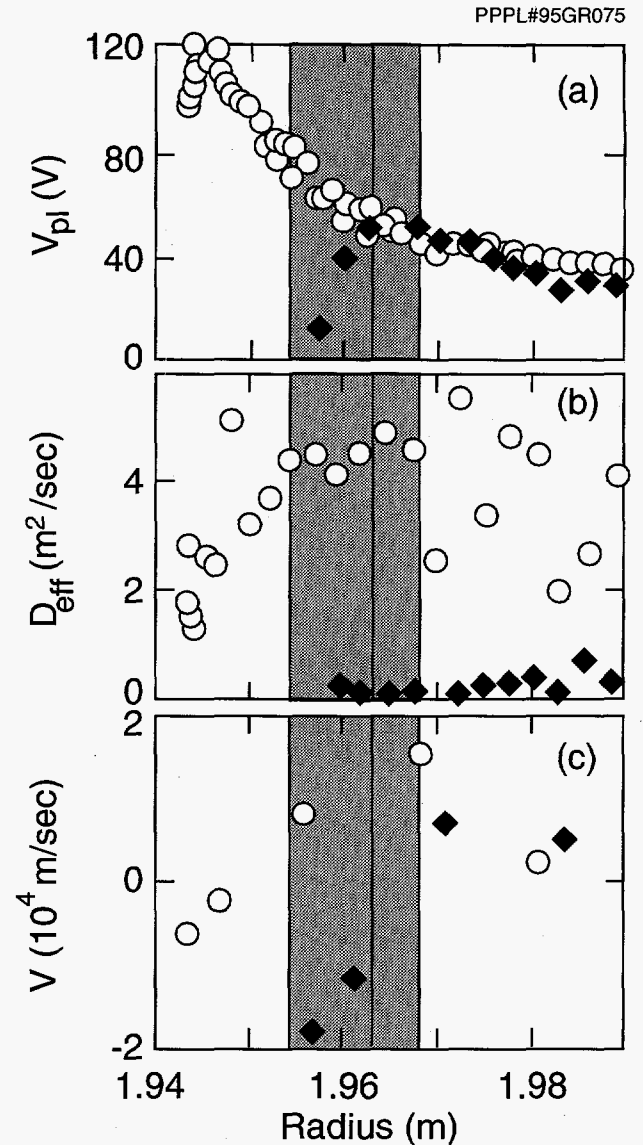 PPPL#95GR075
120
80
40
0
V_pl (V)
(a)
4
2
0
D_eff (m²/sec)
(b)
2
0
-2
V (10⁴ m/sec)
(c)
1.94 1.96 1.98
Radius (m)